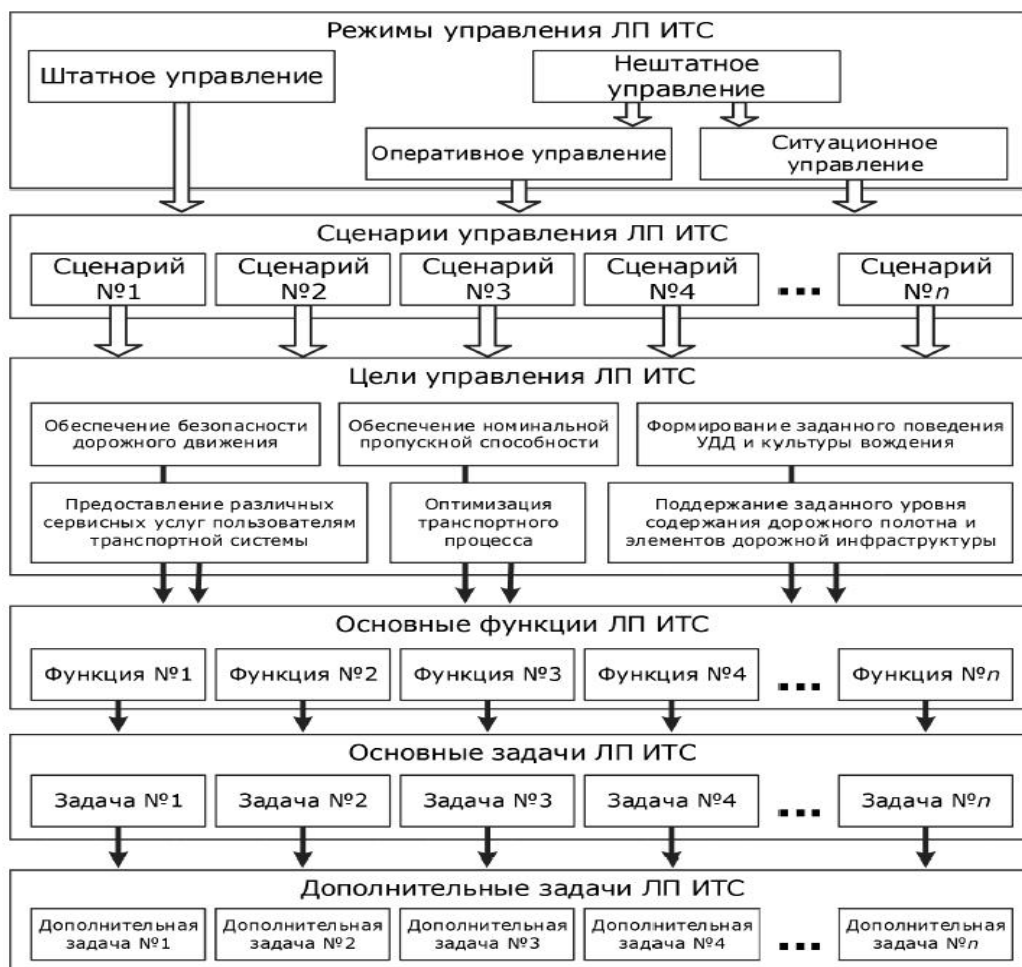 Режимы управления ЛП ИТС
Штатное управление
Нештатное
управление
Оперативное управление
Ситуационное
управление
Сценарии управления ЛП ИТС
Сценарий
№1
Сценарий
№2
Сценарий
№3
Сценарий
№4
...
Сценарий
№n
Цели управления ЛП ИТС
Обеспечение безопасности
дорожного движения
Обеспечение номинальной
пропускной способности
Формирование заданного поведения
УДД и культуры вождения
Предоставление различных
сервисных услуг пользователям
транспортной системы
Оптимизация
транспортного
процесса
Поддержание заданного уровня
содержания дорожного полотна и
элементов дорожной инфраструктуры
Основные функции ЛП ИТС
Функция №1
Функция №2
Функция №3
Функция №4
...
Функция №n
Основные задачи ЛП ИТС
Задача №1
Задача №2
Задача №3
Задача №4
...
Задача №n
Дополнительные задачи ЛП ИТС
Дополнительная
задача №1
Дополнительная
задача №2
Дополнительная
задача №3
Дополнительная
задача №4
...
Дополнительная
задача №n